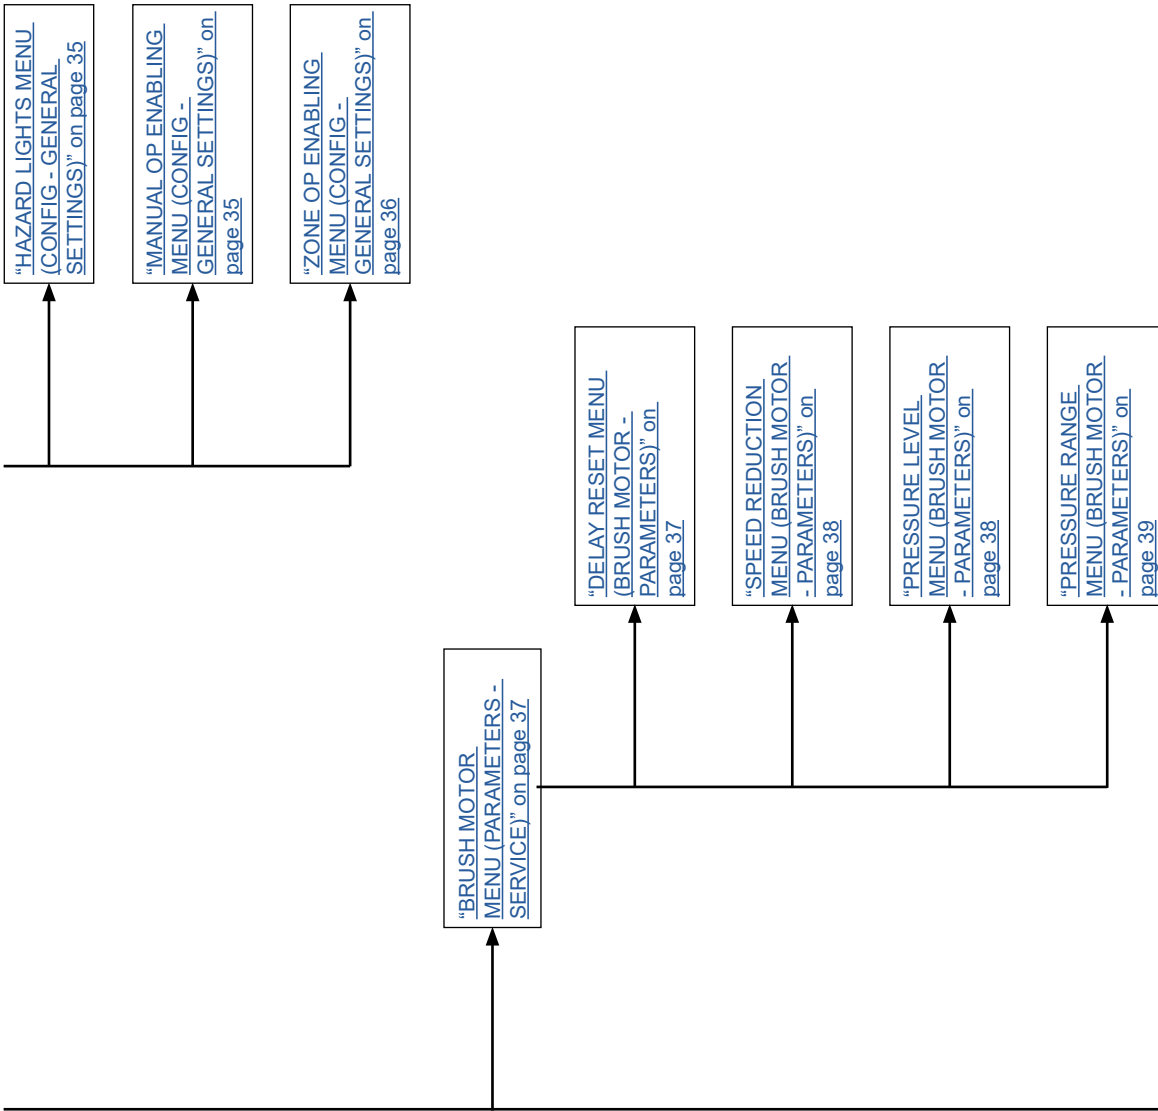 “HAZARD LIGHTS MENU
(CONFIG - GENERAL
SETTINGS)” on page 35
“MANUAL OP ENABLING
MENU (CONFIG -
GENERAL SETTINGS)” on
page 35
“ZONE OP ENABLING
MENU (CONFIG -
GENERAL SETTINGS)” on
page 36
“BRUSH MOTOR
MENU (PARAMETERS -
SERVICE)” on page 37
“DELAY RESET MENU
(BRUSH MOTOR -
PARAMETERS)” on
page 37
“SPEED REDUCTION
MENU (BRUSH MOTOR
- PARAMETERS)” on
page 38
“PRESSURE LEVEL
MENU (BRUSH MOTOR
- PARAMETERS)” on
page 38
“PRESSURE RANGE
MENU (BRUSH MOTOR
- PARAMETERS)” on
page 39